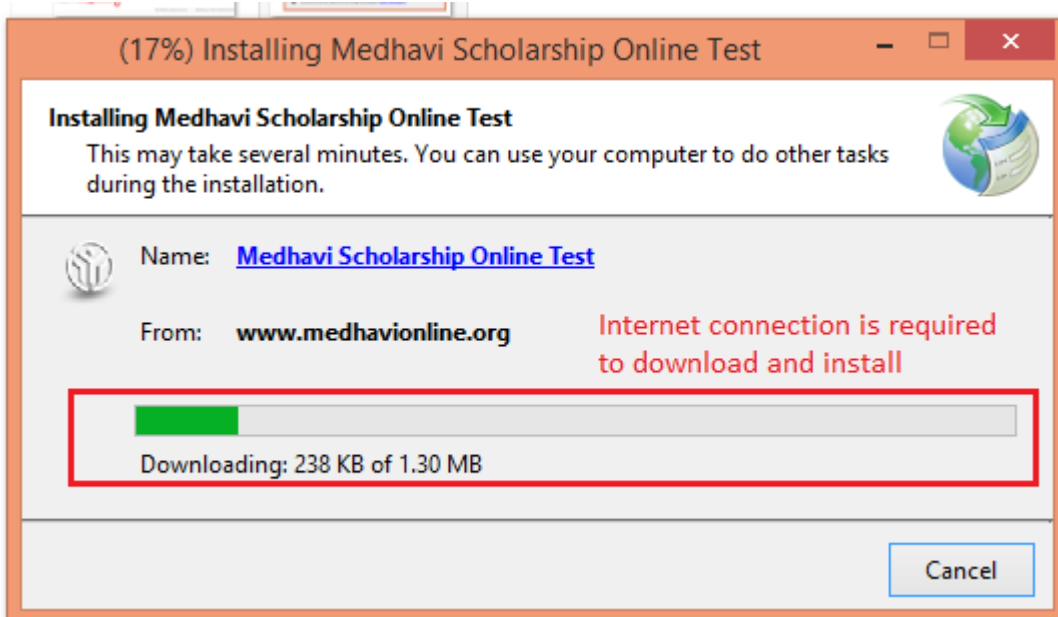 (17%) Installing Medhavi Scholarship Online Test
Installing Medhavi Scholarship Online Test
This may take several minutes. You can use your computer to do other tasks
during the installation.
Name: Medhavi Scholarship Online Test
From: www.medhavionline.org
Internet connection is required
to download and install
Downloading: 238 KB of 1.30 MB
Cancel